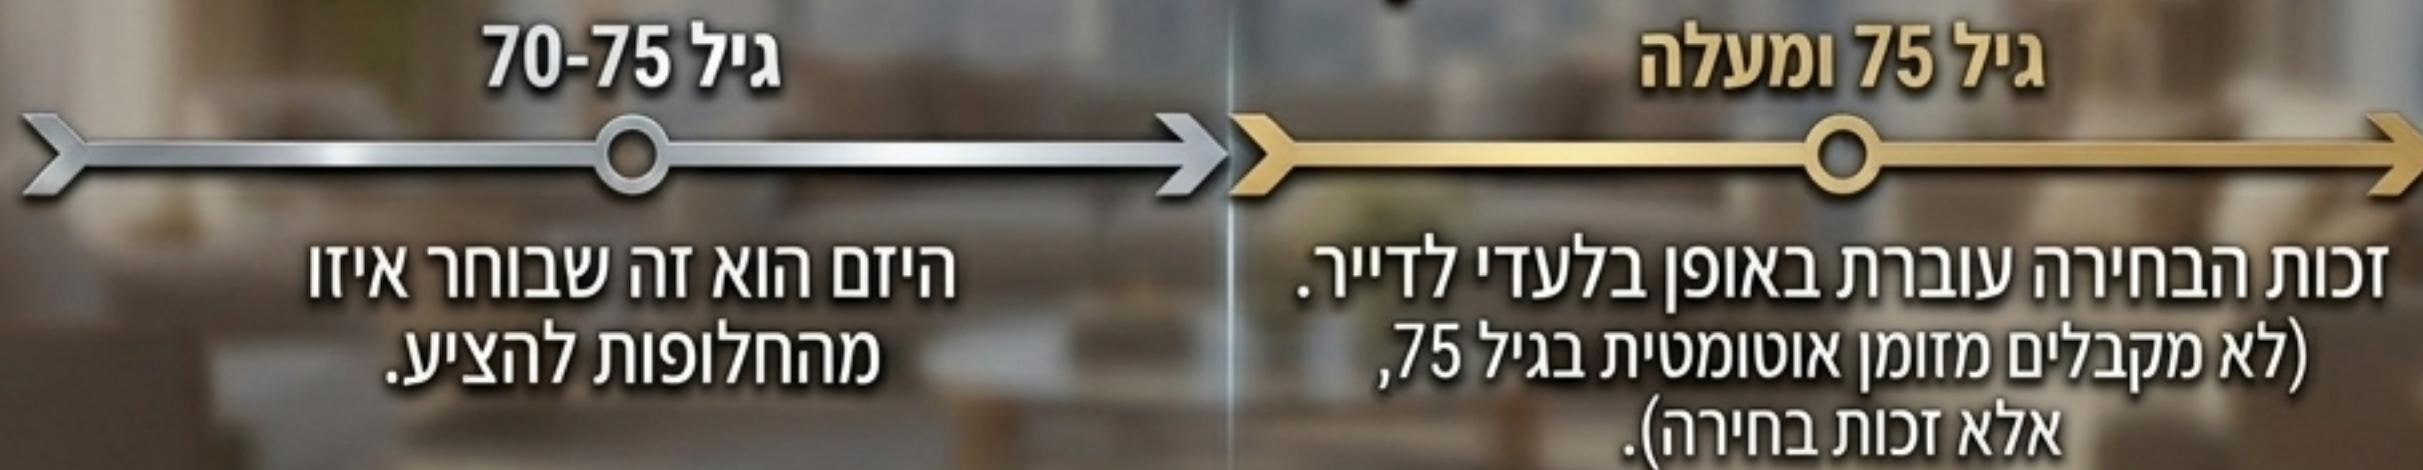 גיל 70-75
היזם הוא זה שבוחר איזו
מהחלופות להציע.
גיל 75 ומעלה
זכות הבחירה עוברת באופן בלעדי לדייר.
(לא מקבלים מזומן אוטומטית בגיל 75,
אלא זכות בחירה).